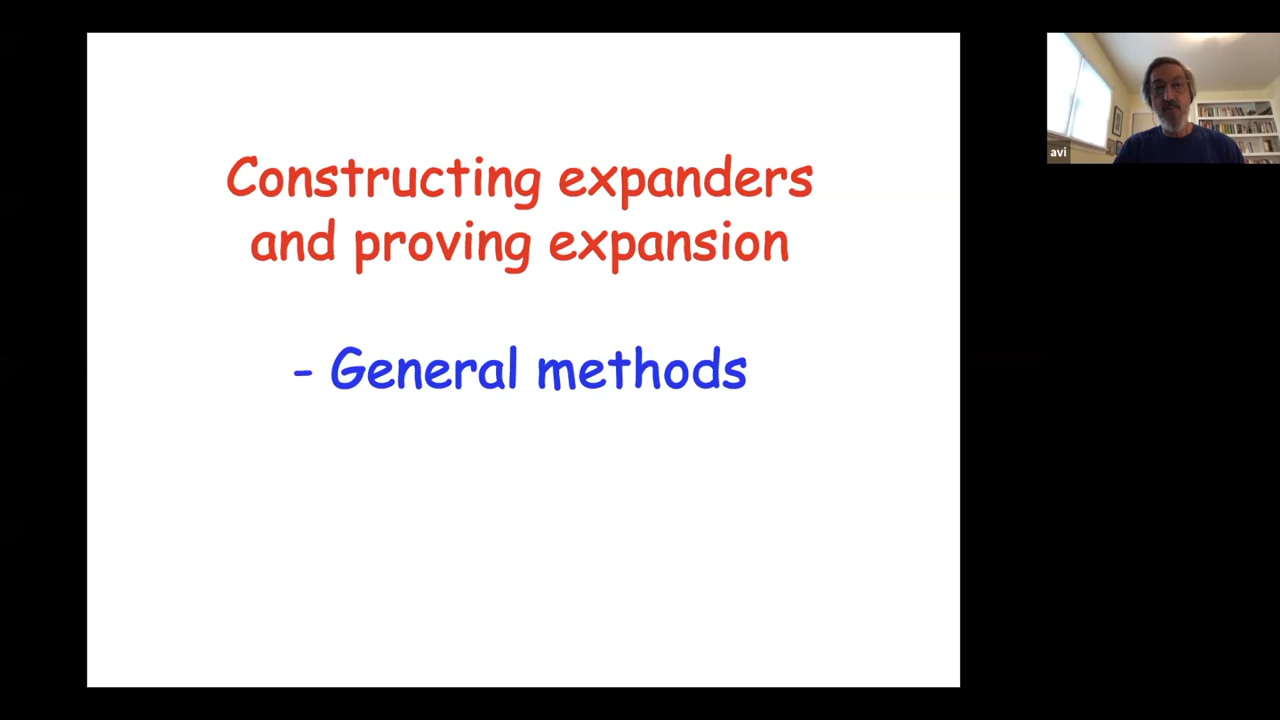 Constructing expanders
and proving expansion
- General methods
avi